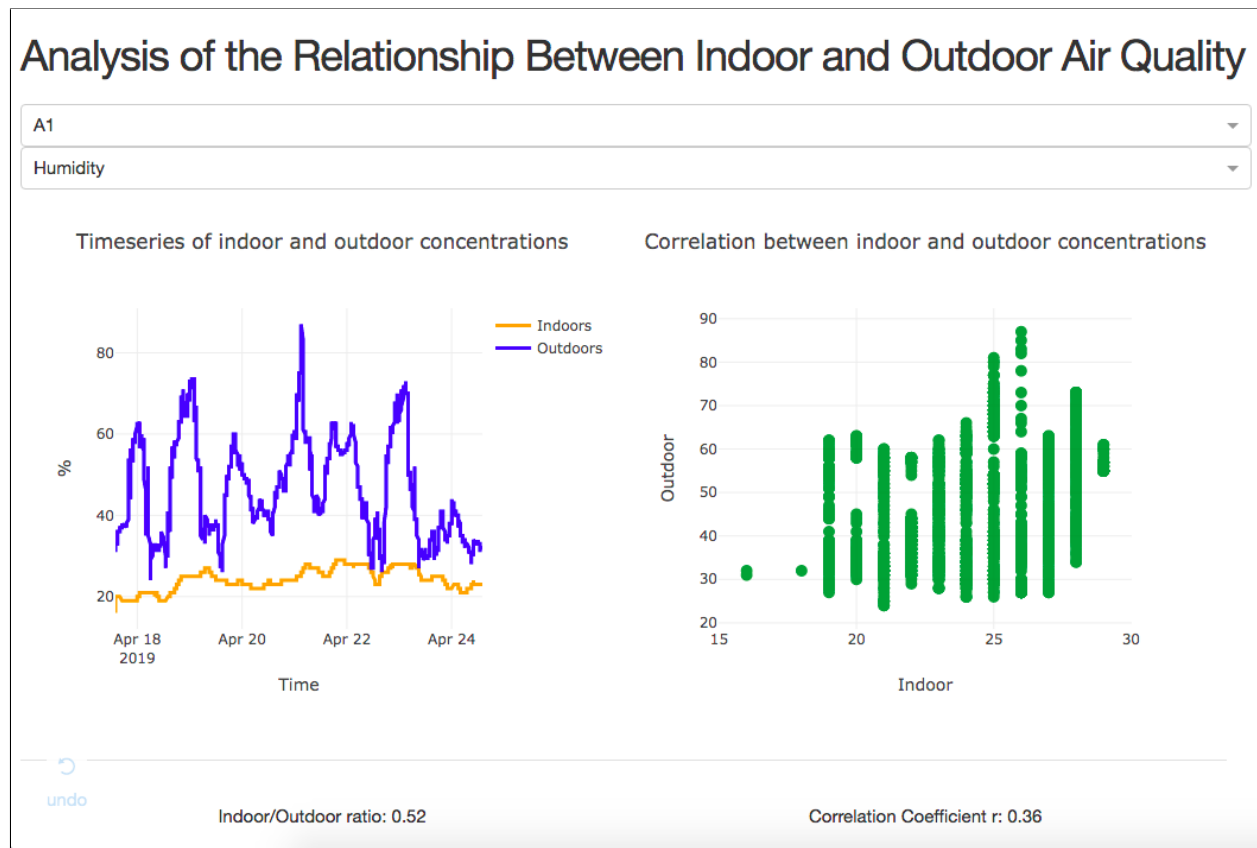 Analysis of the Relationship Between Indoor and Outdoor Air Quality
A1
Humidity
Timeseries of indoor and outdoor concentrations
Indoors
Outdoors
80
60
40
20
%
Apr 18
2019
Apr 20
Apr 22
Apr 24
Time
Correlation between indoor and outdoor concentrations
90
80
70
60
50
40
30
20
Outdoor
15
20
25
30
Indoor
undo
Indoor/Outdoor ratio: 0.52
Correlation Coefficient r: 0.36